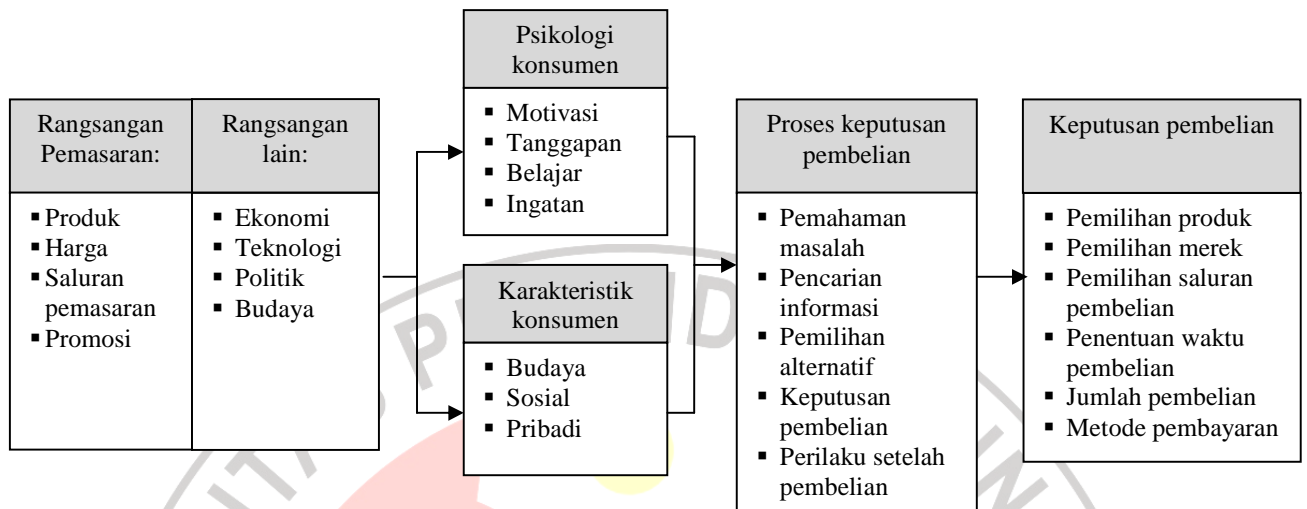 Rangsangan
Pemasaran:
▪ Produk
▪ Harga
▪ Saluran
pemasaran
▪ Promosi
Rangsangan
lain:
▪ Ekonomi
▪ Teknologi
▪ Politik
▪ Budaya
Psikologi
konsumen
▪ Motivasi
▪ Tanggapan
▪ Belajar
▪ Ingatan
Karakteristik
konsumen
▪ Budaya
▪ Sosial
▪ Pribadi
Proses keputusan
pembelian
▪ Pemahaman
masalah
▪ Pencarian
informasi
▪ Pemilihan
alternatif
▪ Keputusan
pembelian
▪ Perilaku setelah
pembelian
Keputusan pembelian
▪ Pemilihan produk
▪ Pemilihan merek
▪ Pemilihan saluran
pembelian
▪ Penentuan waktu
pembelian
▪ Jumlah pembelian
▪ Metode pembayaran